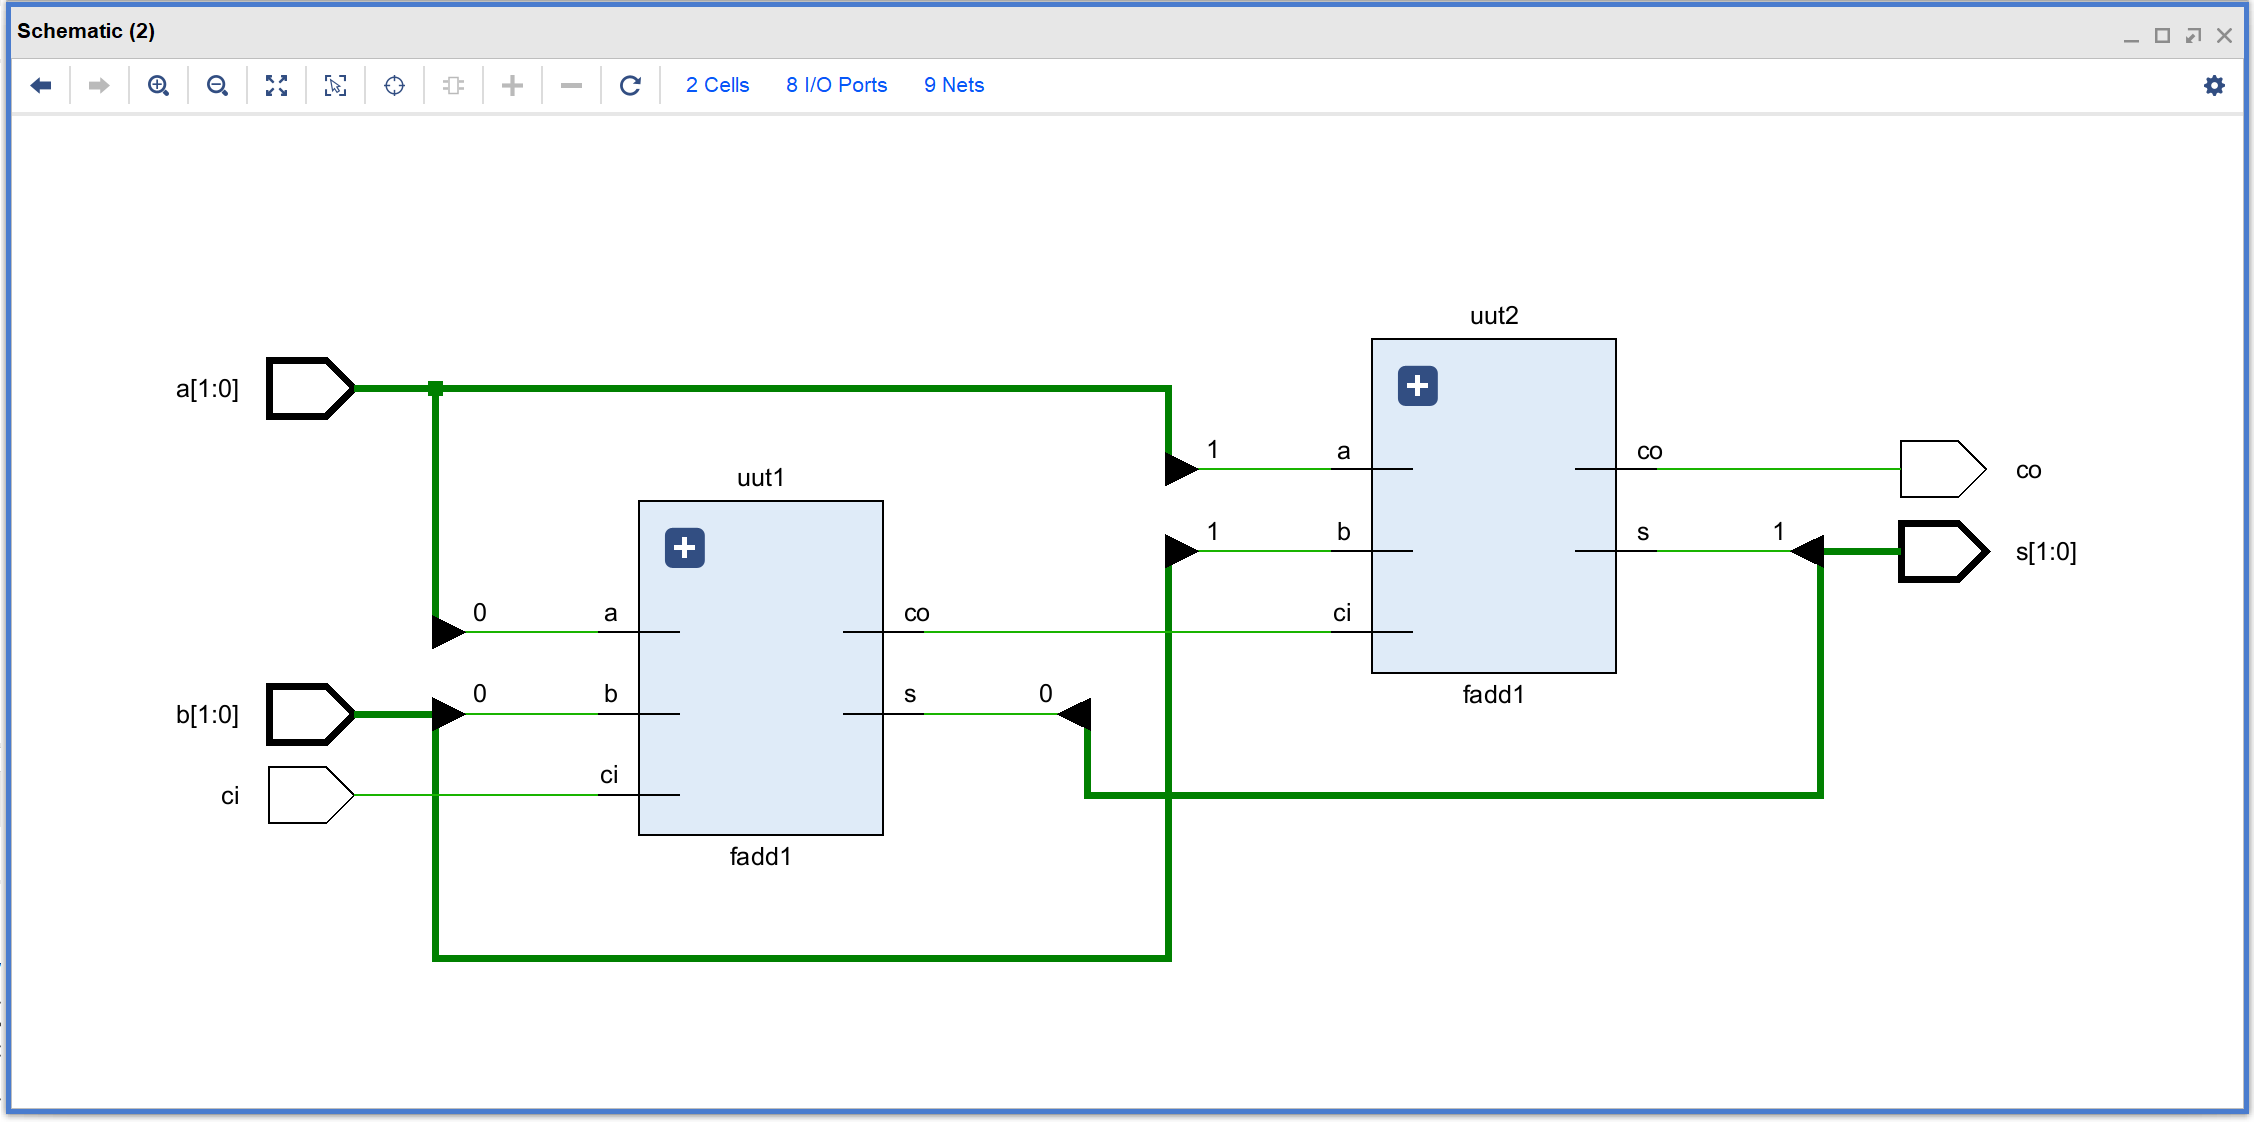 Schematic (2)
2 Cells 8 I/O Ports 9 Nets
uut2
a[1:0]
1 a co co
uut1
1 b s 1 s[1:0]
0 a co ci
0 b s 0 fadd1
b[1:0]
ci ci
fadd1